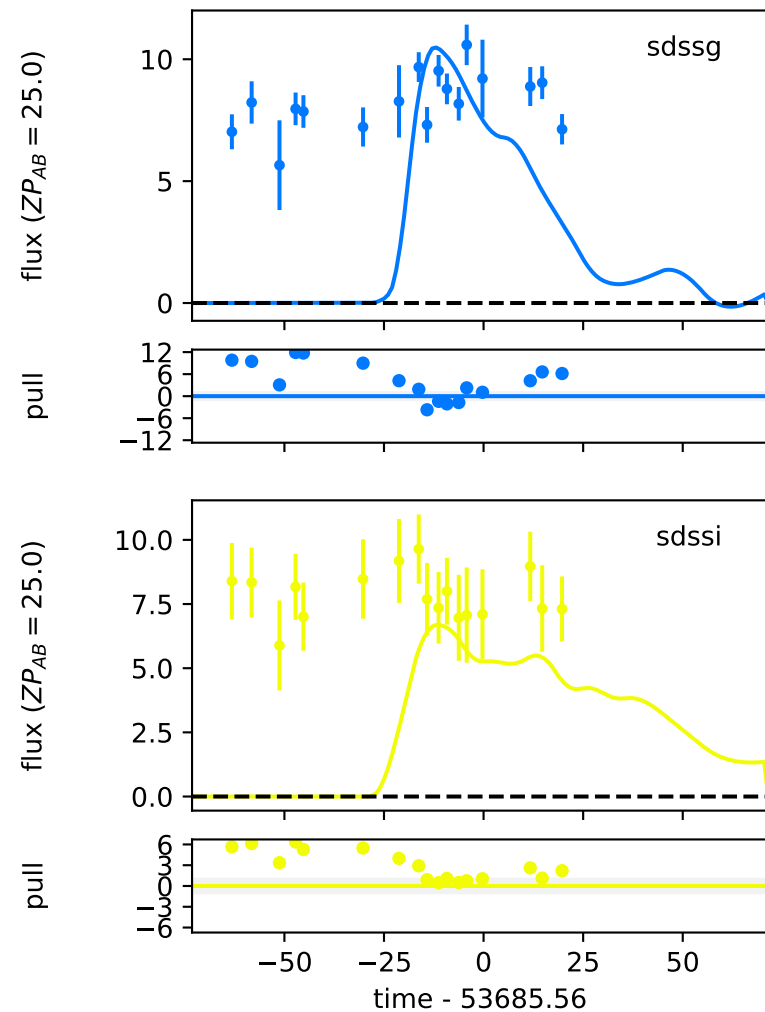 sdssg
flux (ZP_AB = 25.0)
10
5
0
pull
12
6
0
−6
−12
sdssi
flux (ZP_AB = 25.0)
10.0
7.5
5.0
2.5
0.0
pull
6
3
0
−3
−6
−50 −25 0 25 50
time - 53685.56